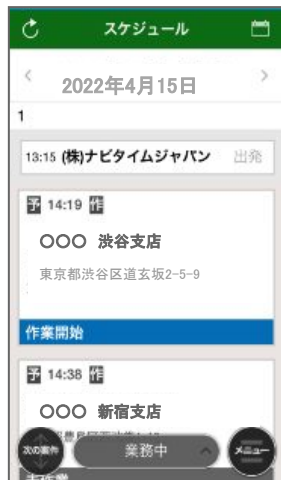 スケジュール
2022年4月15日
1
13:15 (株)ナビタイムジャパン 出発
予 14:19 作
〇〇〇 渋谷支店
東京都渋谷区道玄坂2-5-9
作業開始
予 14:38 作
〇〇〇 新宿支店
次の案件 業務中 メニュー